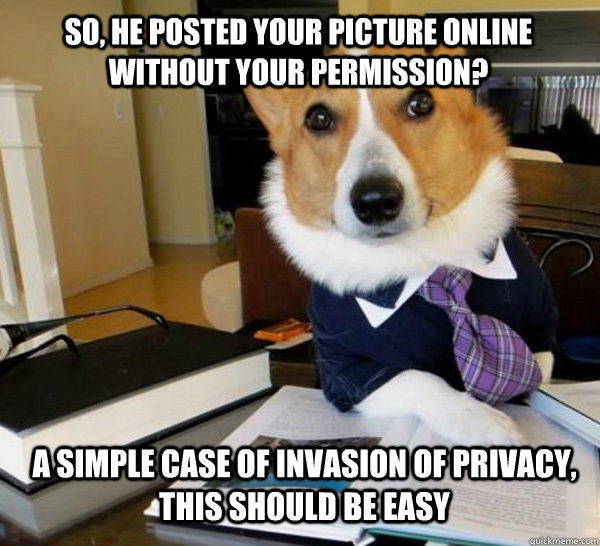 SO, HE POSTED YOUR PICTURE ONLINE
WITHOUT YOUR PERMISSION?
A SIMPLE CASE OF INVASION OF PRIVACY,
THIS SHOULD BE EASY
quickmeme.com